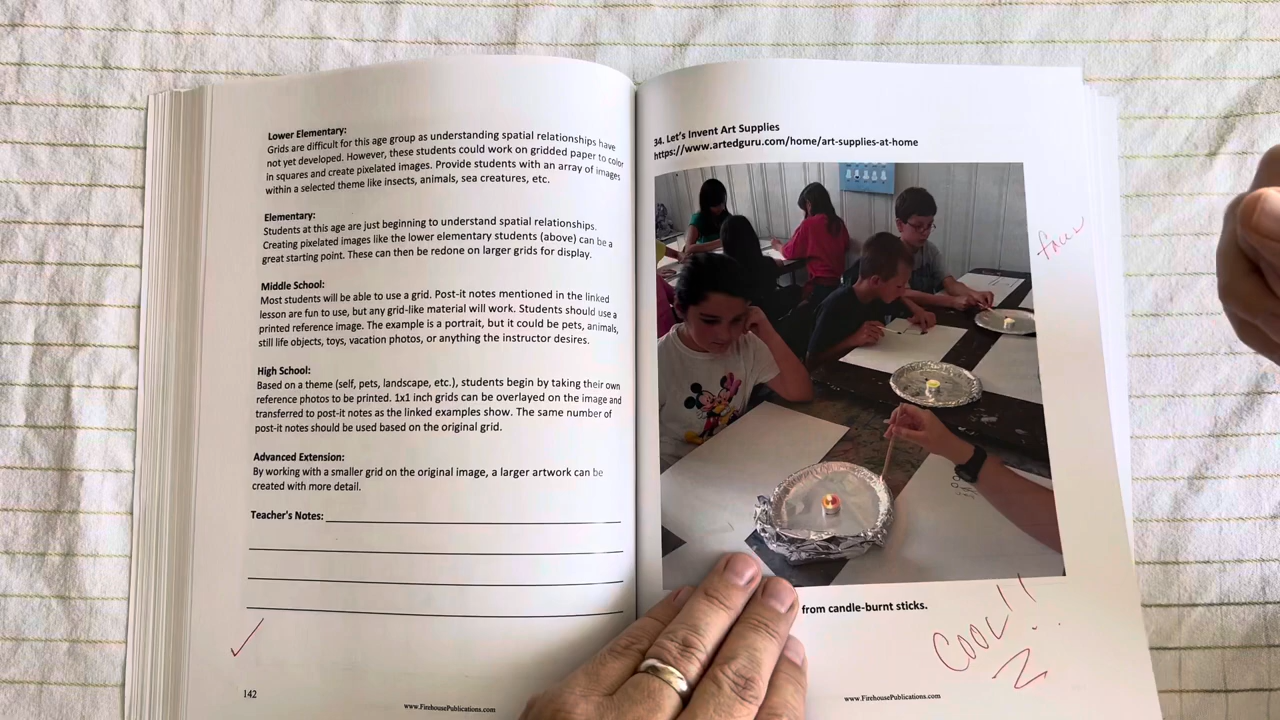 Lower Elementary:
Grids are difficult for this age group as understanding spatial relationships have
not yet developed. However, these students could work on gridded paper to color
in squares and create pixelated images. Provide students with an array of images
within a selected theme like insects, animals, sea creatures, etc.
Elementary:
Students at this age are just beginning to understand spatial relationships.
Creating pixelated images like the lower elementary students (above) can be a
great starting point. These can then be redone on larger grids for display.
Middle School:
Most students will be able to use a grid. Post-it notes mentioned in the linked
lesson are fun to use, but any grid-like material will work. Students should use a
printed reference image. The example is a portrait, but it could be pets, animals,
still life objects, toys, vacation photos, or anything the instructor desires.
High School:
Based on a theme (self, pets, landscape, etc.), students begin by taking their own
reference photos to be printed. 1x1 inch grids can be overlayed on the image and
transferred to post-it notes as the linked examples show. The same number of
post-it notes should be used based on the original grid.
Advanced Extension:
By working with a smaller grid on the original image, a larger artwork can be
created with more detail.
Teacher's Notes:
142
www.FirehousePublications.com
34. Let's Invent Art Supplies
https://www.artedguru.com/home/art-supplies-at-home
from candle-burnt sticks.
COOL!!
www.FirehousePublications.com